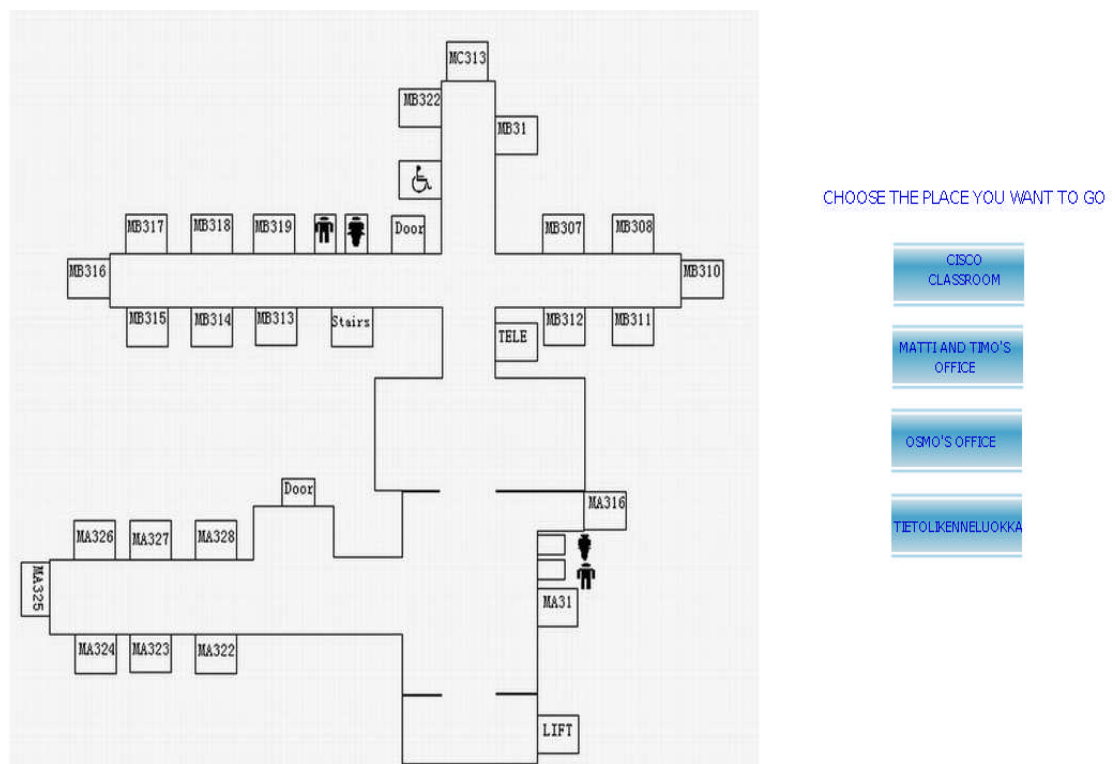 MC313
MB322
MB31
CHOOSE THE PLACE YOU WANT TO GO
MB317
MB318
MB319
Door
MB307
MB308
CISCO
CLASSROOM
MB316
MB310
MB315
MB314
MB313
Stairs
TELE
MB312
MB311
MATTI AND TIMO'S
OFFICE
OSMO'S OFFICE
Door
MA316
TIETOLIKENNELUOKKA
MA326
MA327
MA328
MA325
MA31
MA324
MA323
MA322
LIFT